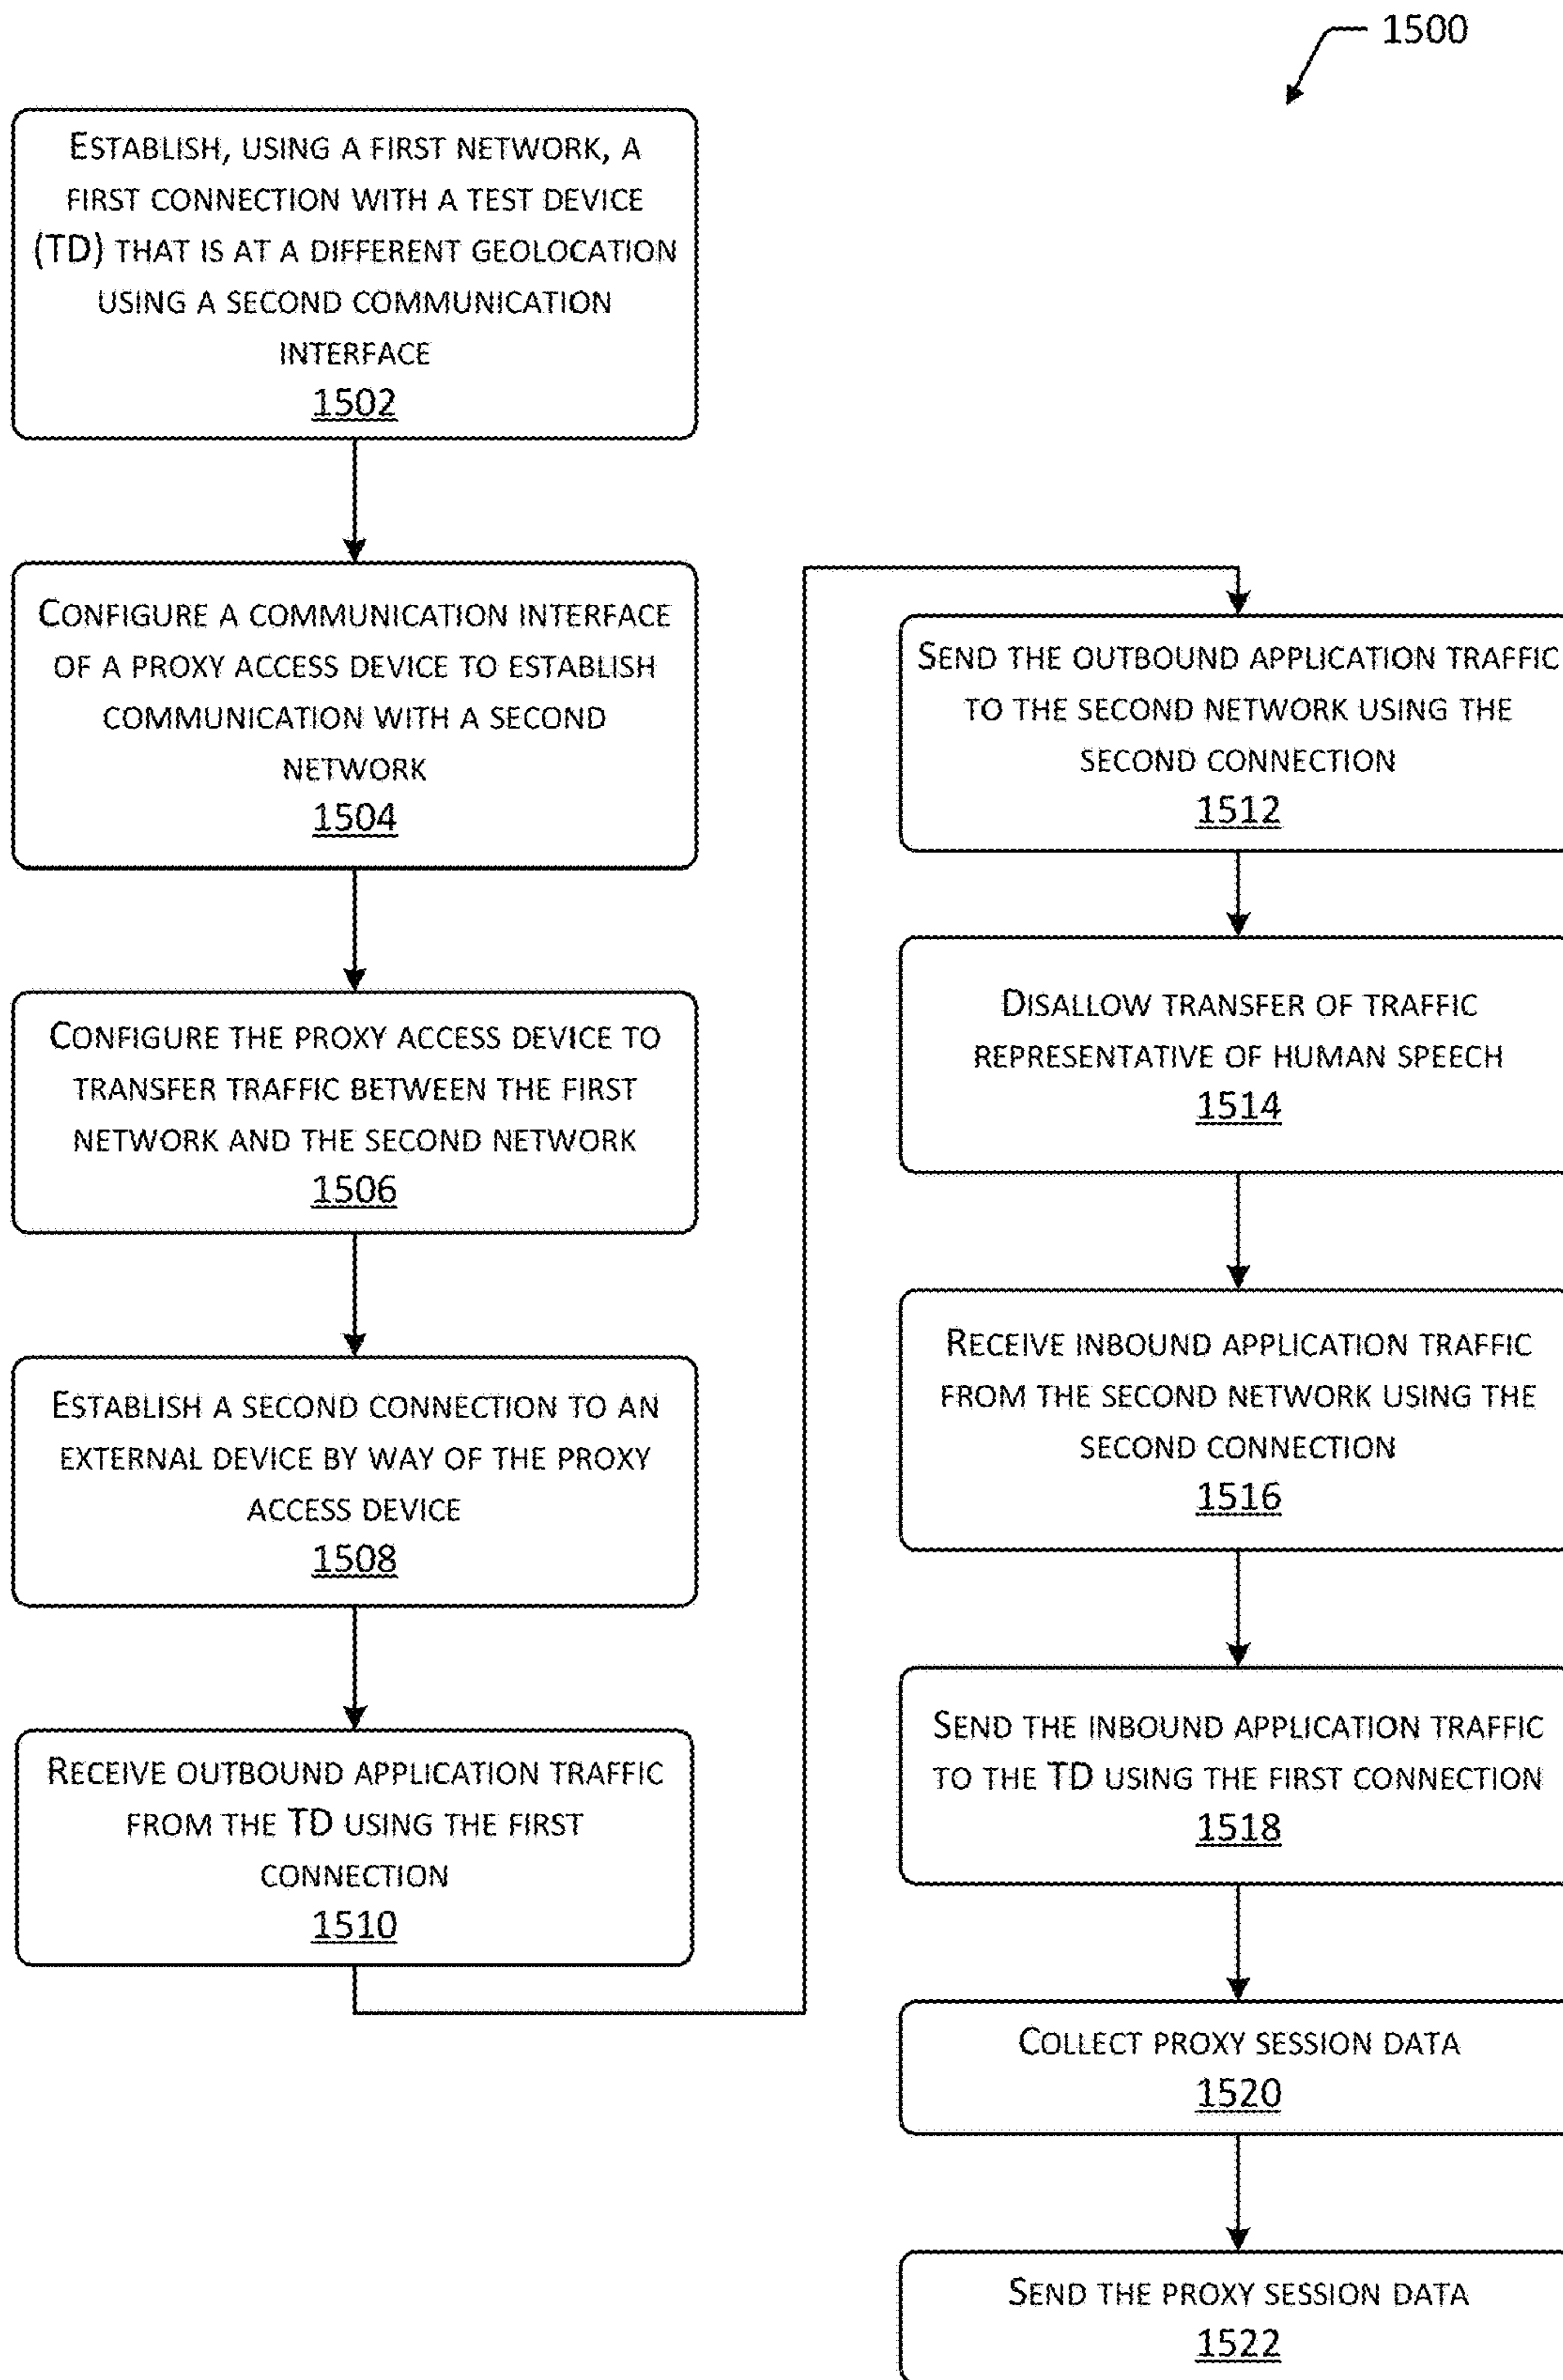 1500
ESTABLISH, USING A FIRST NETWORK, A
FIRST CONNECTION WITH A TEST DEVICE
(TD) THAT IS AT A DIFFERENT GEOLOCATION
USING A SECOND COMMUNICATION
INTERFACE
1502
CONFIGURE A COMMUNICATION INTERFACE
OF A PROXY ACCESS DEVICE TO ESTABLISH
COMMUNICATION WITH A SECOND
NETWORK
1504
CONFIGURE THE PROXY ACCESS DEVICE TO
TRANSFER TRAFFIC BETWEEN THE FIRST
NETWORK AND THE SECOND NETWORK
1506
ESTABLISH A SECOND CONNECTION TO AN
EXTERNAL DEVICE BY WAY OF THE PROXY
ACCESS DEVICE
1508
RECEIVE OUTBOUND APPLICATION TRAFFIC
FROM THE TD USING THE FIRST
CONNECTION
1510
SEND THE OUTBOUND APPLICATION TRAFFIC
TO THE SECOND NETWORK USING THE
SECOND CONNECTION
1512
DISALLOW TRANSFER OF TRAFFIC
REPRESENTATIVE OF HUMAN SPEECH
1514
RECEIVE INBOUND APPLICATION TRAFFIC
FROM THE SECOND NETWORK USING THE
SECOND CONNECTION
1516
SEND THE INBOUND APPLICATION TRAFFIC
TO THE TD USING THE FIRST CONNECTION
1518
COLLECT PROXY SESSION DATA
1520
SEND THE PROXY SESSION DATA
1522